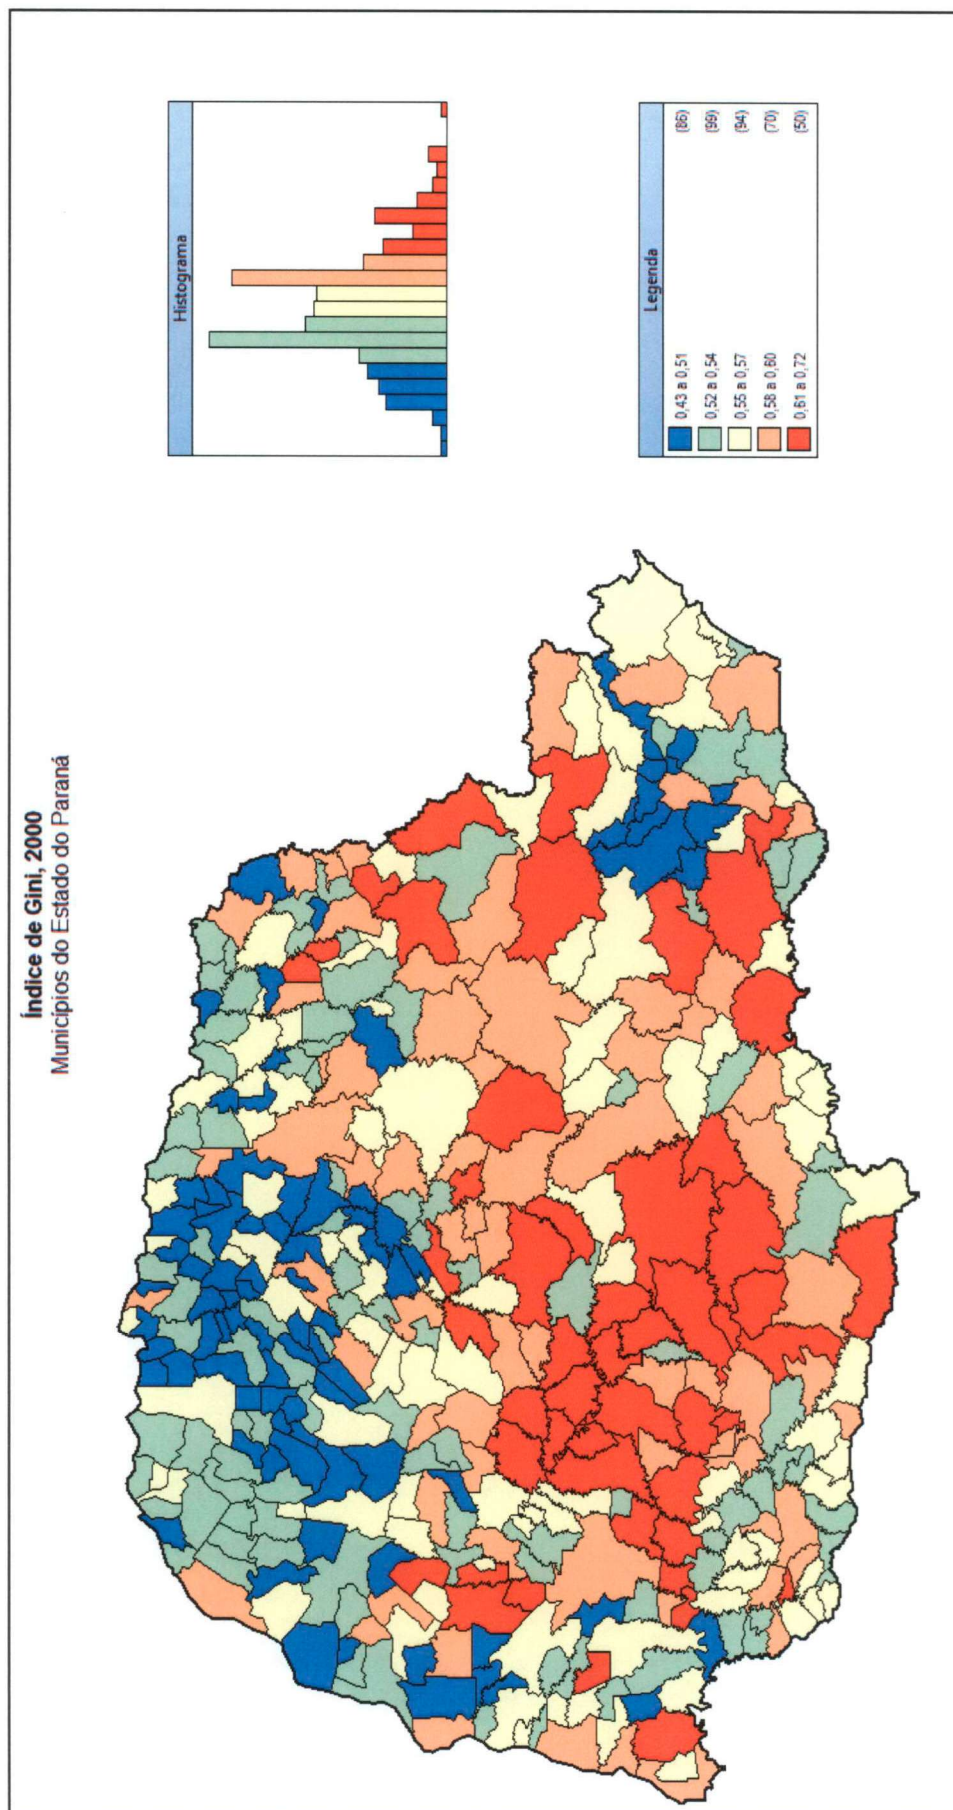 Índice de Gini, 2000
Municípios do Estado do Paraná
Histograma
Legenda
0,43 a 0,51 (86)
0,52 a 0,54 (99)
0,55 a 0,57 (94)
0,58 a 0,60 (70)
0,61 a 0,72 (50)